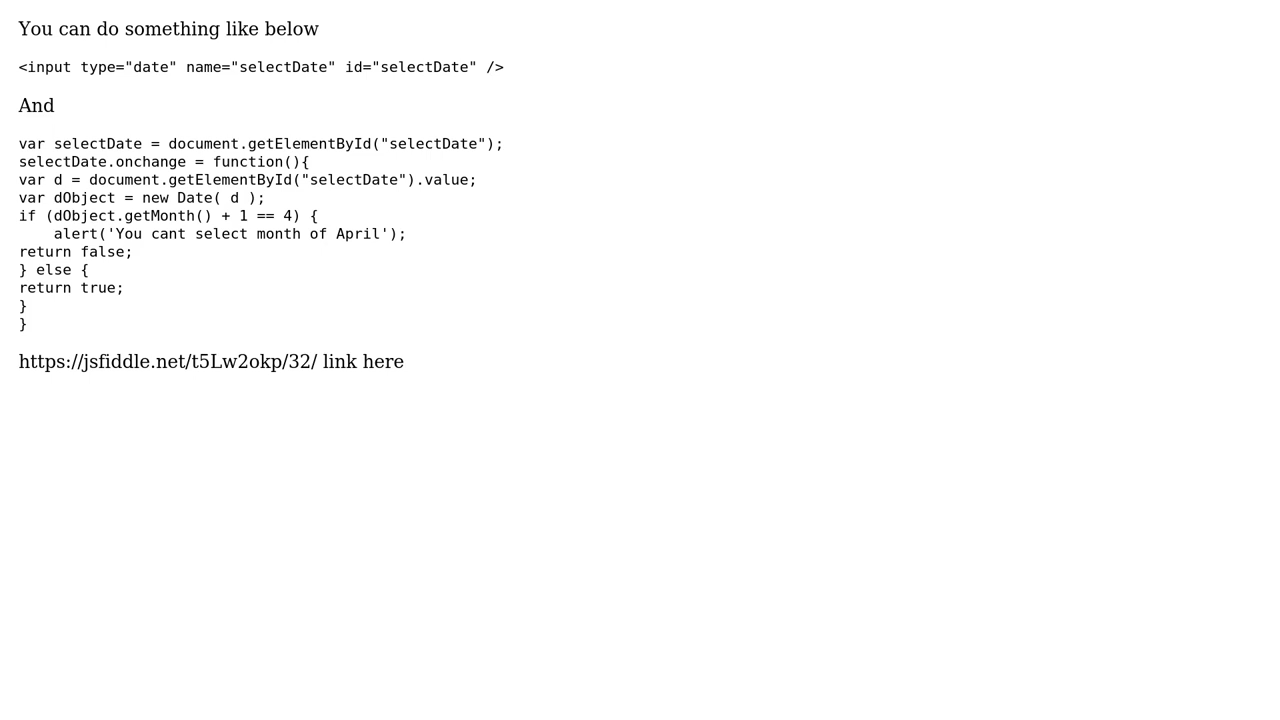 You can do something like below
<input type="date" name="selectDate" id="selectDate" />
And
var selectDate = document.getElementById("selectDate");
selectDate.onchange = function(){
var d = document.getElementById("selectDate").value;
var dObject = new Date( d );
if (dObject.getMonth() + 1 == 4) {
    alert('You cant select month of April');
return false;
} else {
return true;
}
}
https://jsfiddle.net/t5Lw2okp/32/ link here